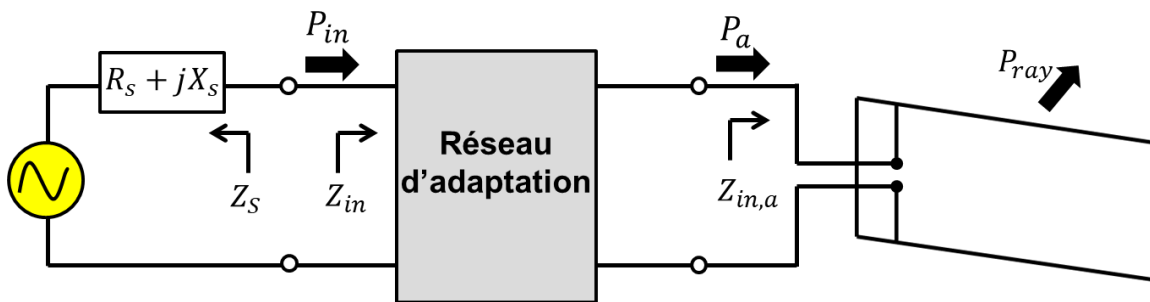 P_in
P_a
P_ray
R_s + jX_s
Réseau
d'adaptation
Z_S
Z_in
Z_in,a